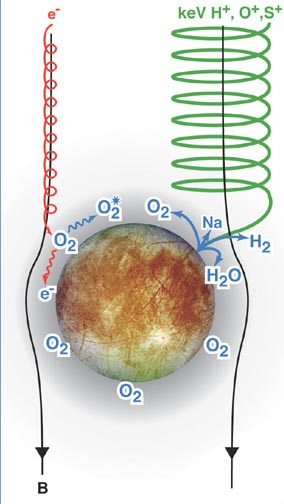 e-
keV H+, O+,S+
O2*
O2
Na
O2
H2
H2O
e-
O2
O2
O2
B